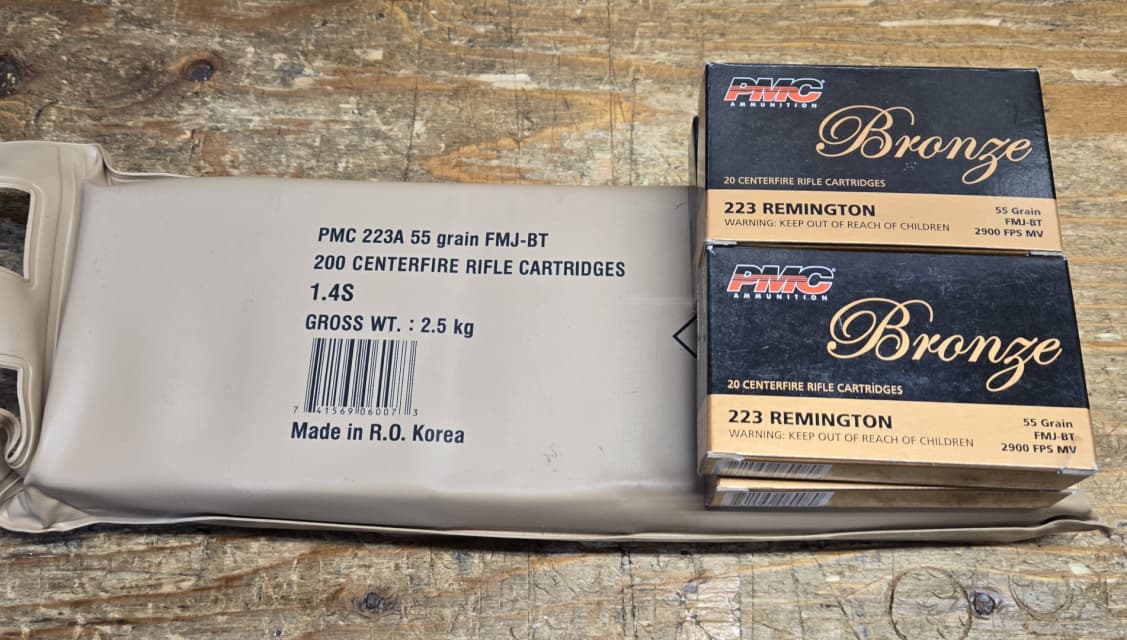 PMC 223A 55 grain FMJ-BT
200 CENTERFIRE RIFLE CARTRIDGES
1.4S
GROSS WT. : 2.5 kg
7 41569 06007 3
Made in R.O. Korea
PMC
AMMUNITION
Bronze
20 CENTERFIRE RIFLE CARTRIDGES
223 REMINGTON
WARNING: KEEP OUT OF REACH OF CHILDREN
55 Grain
FMJ-BT
2900 FPS MV
PMC
AMMUNITION
Bronze
20 CENTERFIRE RIFLE CARTRIDGES
223 REMINGTON
WARNING: KEEP OUT OF REACH OF CHILDREN
55 Grain
FMJ-BT
2900 FPS MV